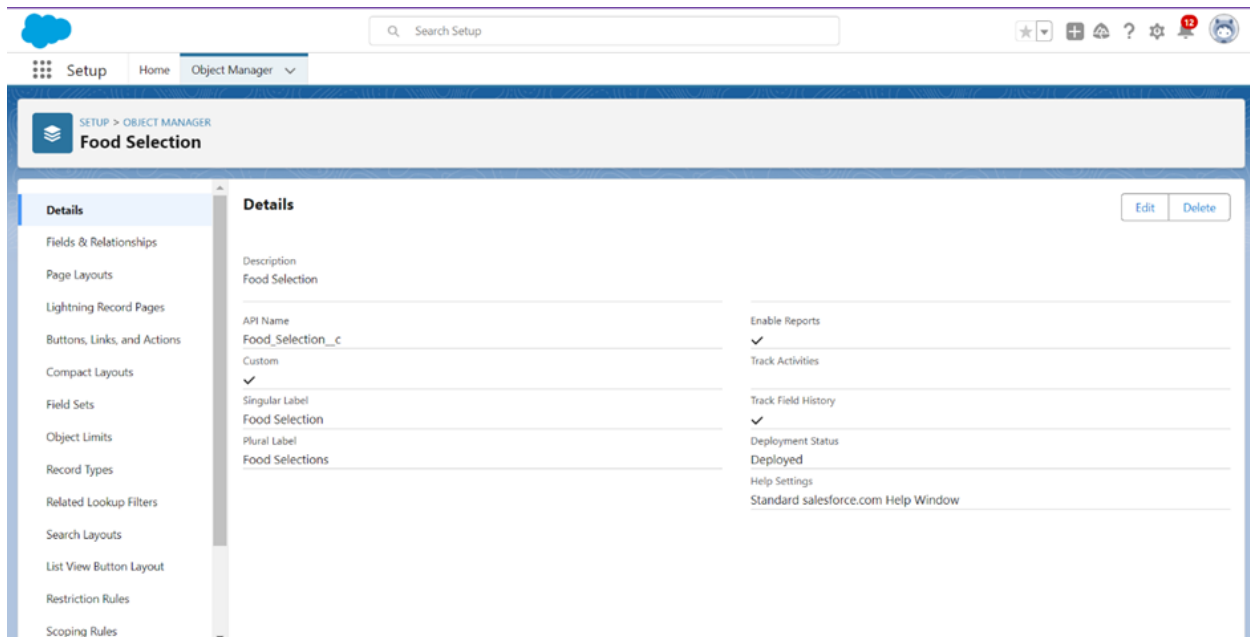 Search Setup
12
Setup
Home
Object Manager
SETUP > OBJECT MANAGER
Food Selection
Details
Fields & Relationships
Page Layouts
Lightning Record Pages
Buttons, Links, and Actions
Compact Layouts
Field Sets
Object Limits
Record Types
Related Lookup Filters
Search Layouts
List View Button Layout
Restriction Rules
Scoping Rules
Details
Edit
Delete
Description
Food Selection
API Name
Food_Selection__c
Custom
Singular Label
Food Selection
Plural Label
Food Selections
Enable Reports
Track Activities
Track Field History
Deployment Status
Deployed
Help Settings
Standard salesforce.com Help Window